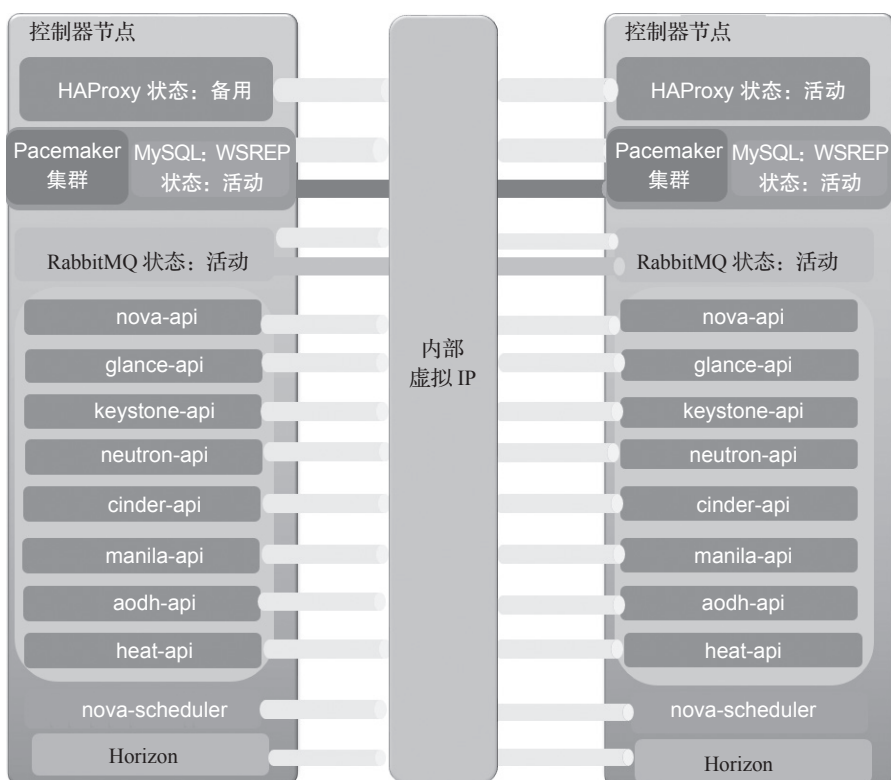 控制器节点
HAProxy 状态：备用
Pacemaker
集群
MySQL：WSREP
状态：活动
RabbitMQ 状态：活动
nova-api
glance-api
keystone-api
neutron-api
cinder-api
manila-api
aodh-api
heat-api
nova-scheduler
Horizon
内部
虚拟 IP
控制器节点
HAProxy 状态：活动
Pacemaker
集群
MySQL：WSREP
状态：活动
RabbitMQ 状态：活动
nova-api
glance-api
keystone-api
neutron-api
cinder-api
manila-api
aodh-api
heat-api
nova-scheduler
Horizon